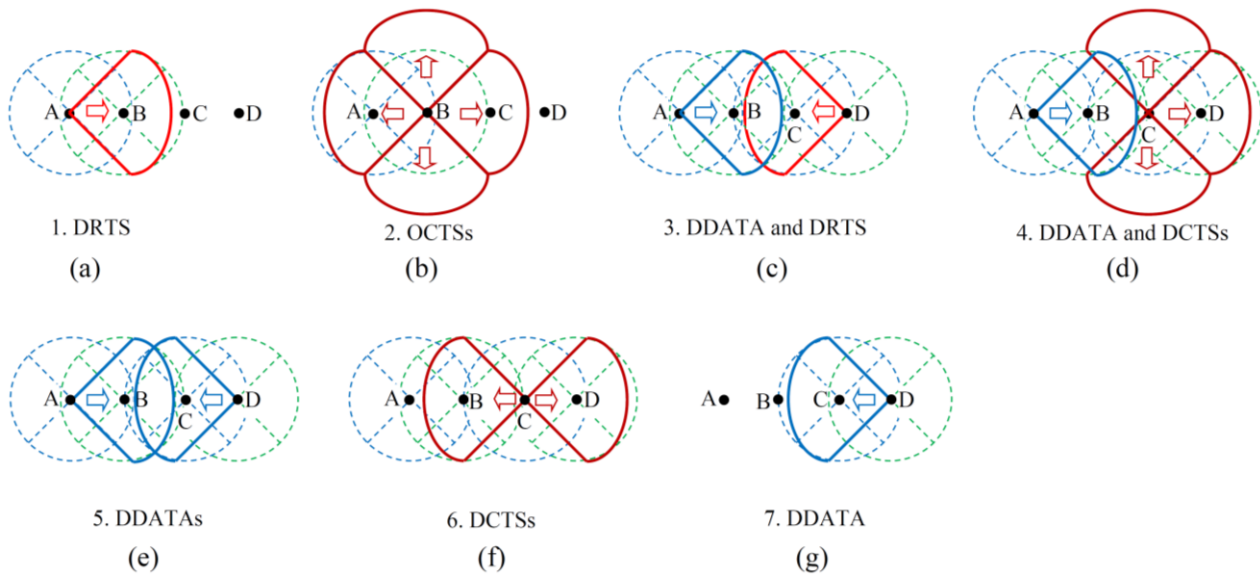 A B C D
A B C D
A B C D
A B C D
1. DRTS
2. OCTSs
3. DDATA and DRTS
4. DDATA and DCTSs
(a)
(b)
(c)
(d)
A B C D
A B C D
A B C D
5. DDATAs
6. DCTSs
7. DDATA
(e)
(f)
(g)